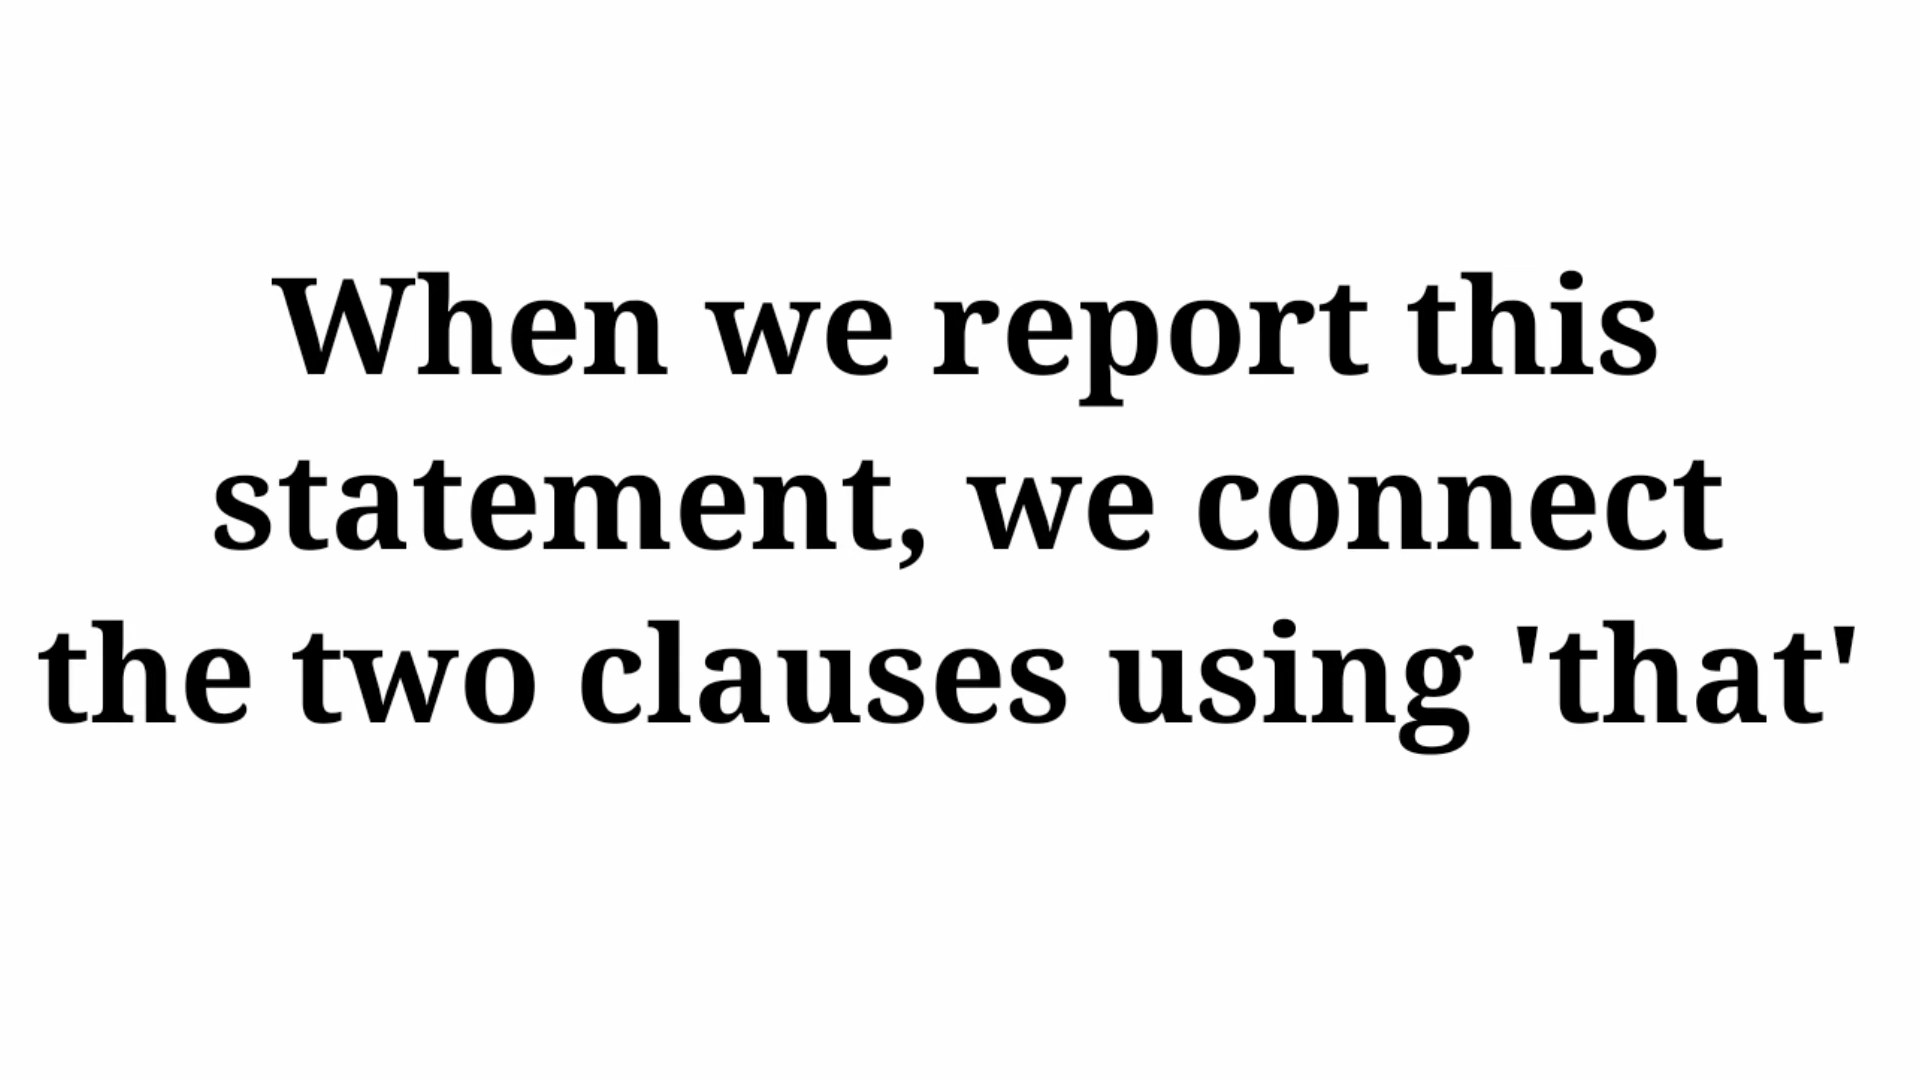 When we report this
statement, we connect
the two clauses using 'that'